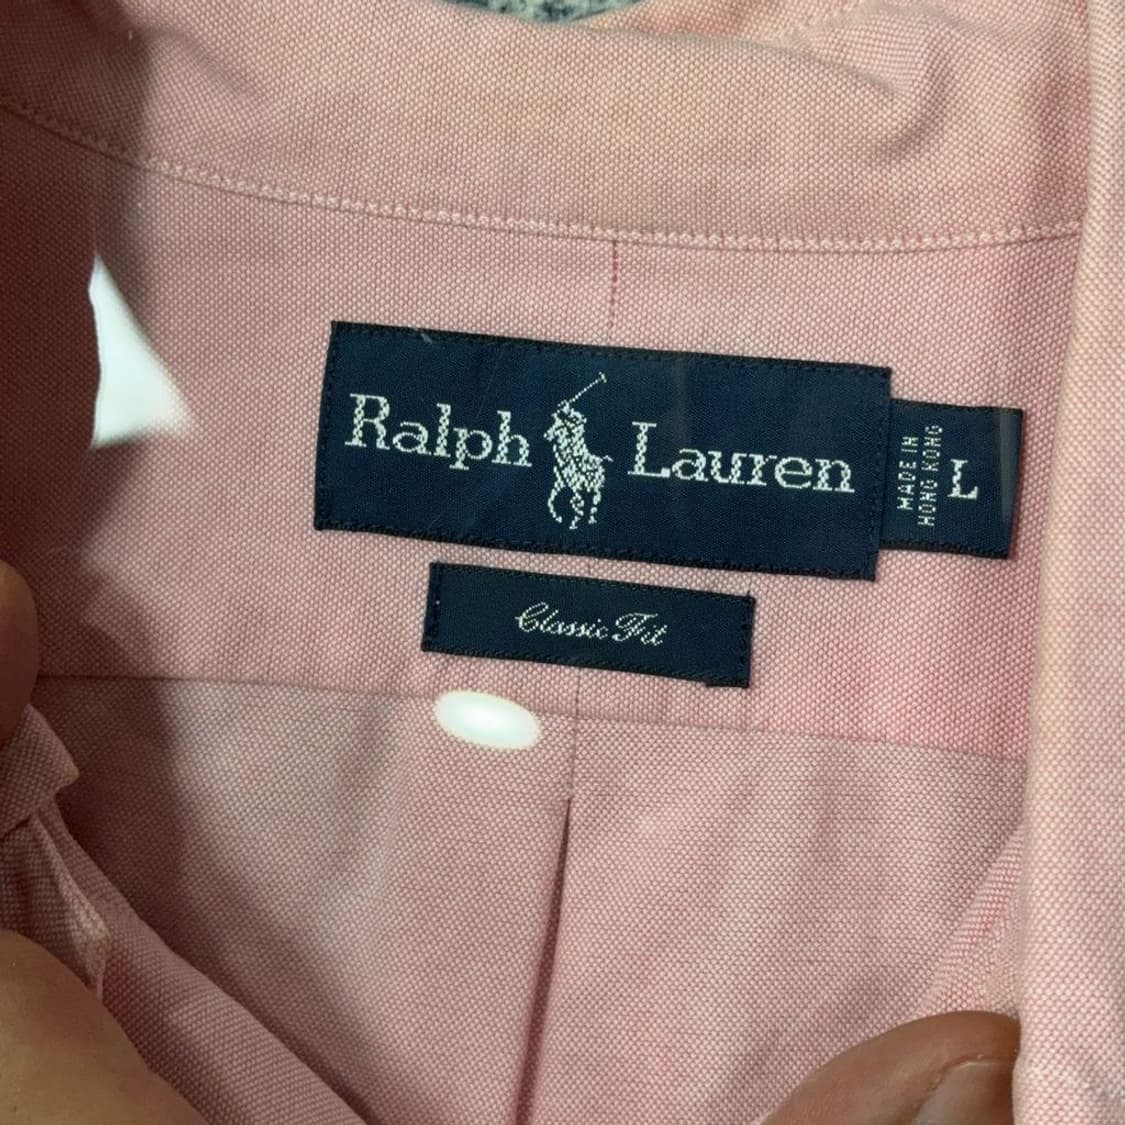 Ralph Lauren
MADE IN
HONG KONG
L
Classic Fit